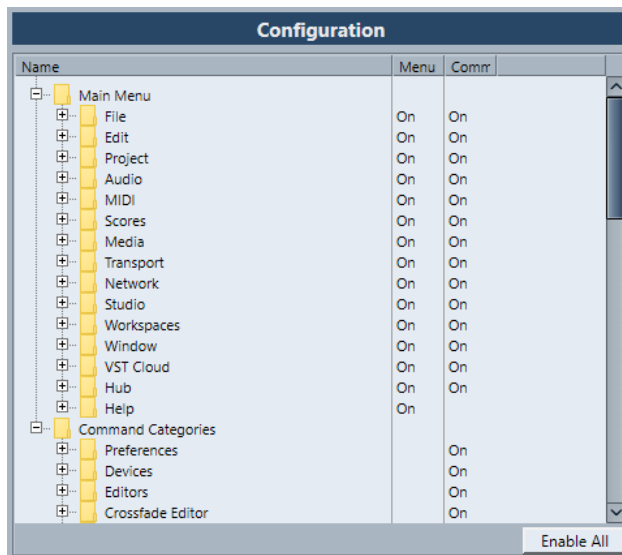 Configuration
Name Menu Comm
Main Menu
File On On
Edit On On
Project On On
Audio On On
MIDI On On
Scores On On
Media On On
Transport On On
Network On On
Studio On On
Workspaces On On
Window On On
VST Cloud On On
Hub On On
Help On
Command Categories
Preferences On
Devices On
Editors On
Crossfade Editor On
Enable All